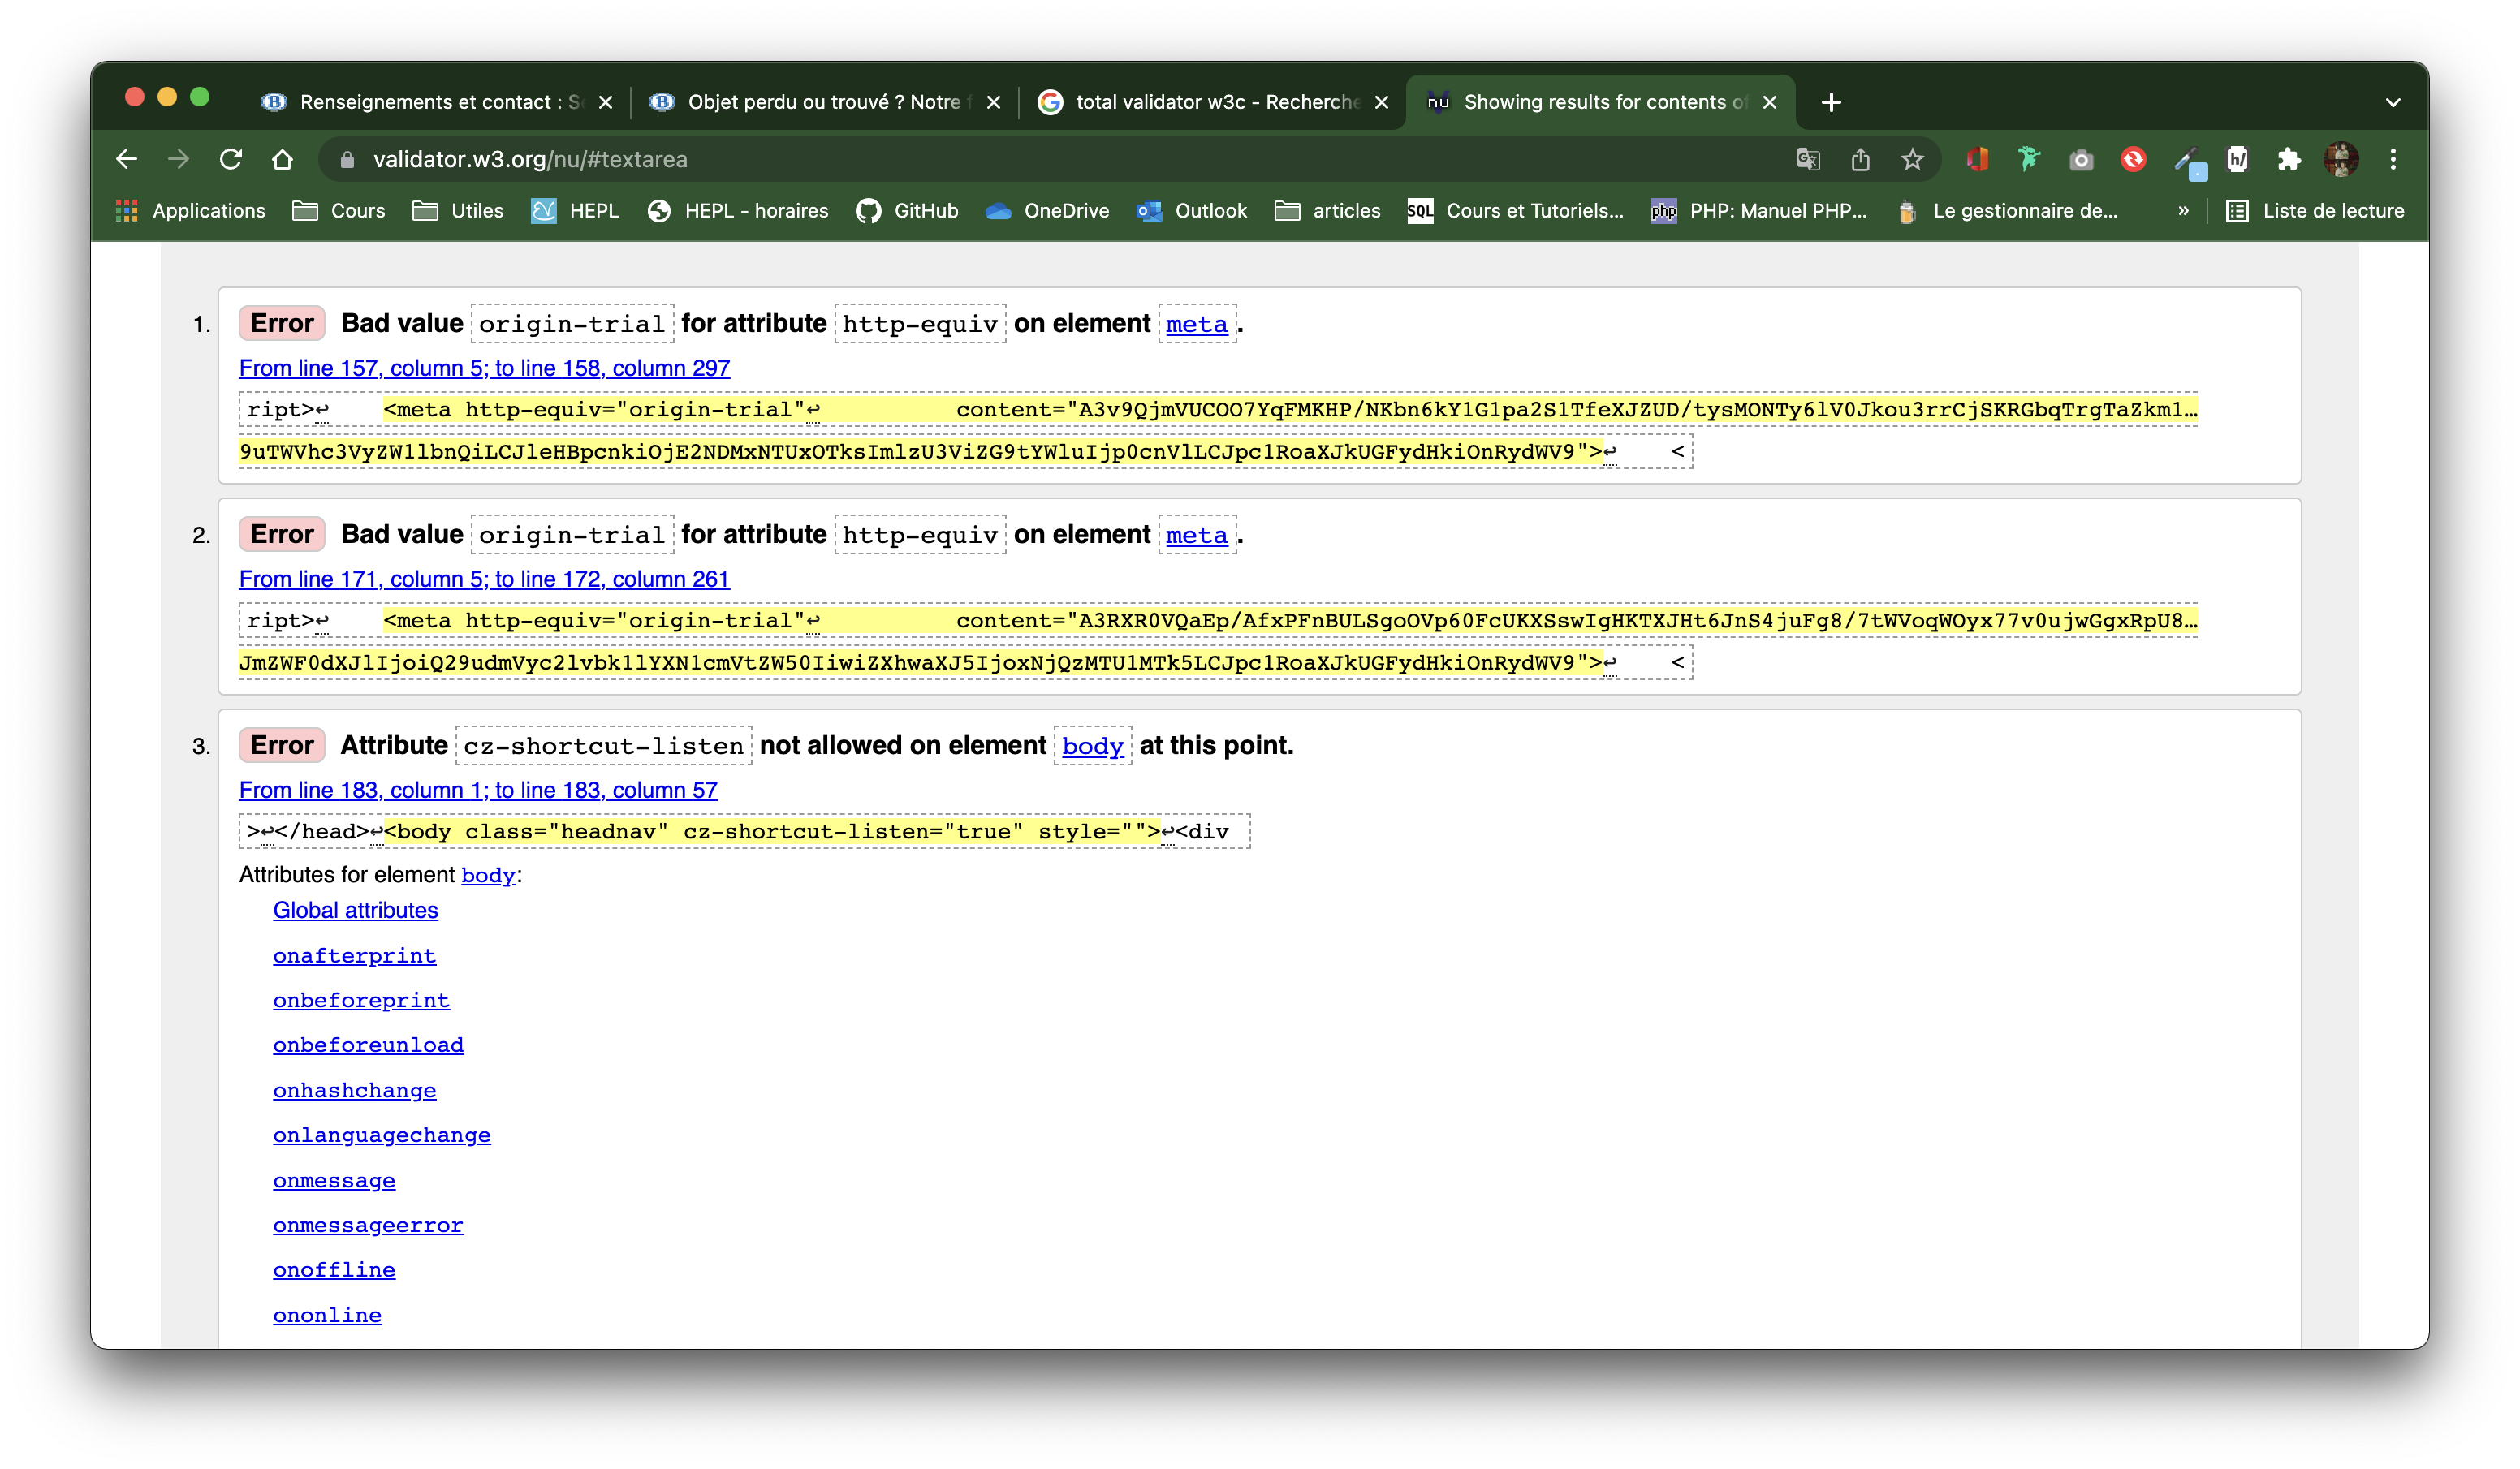 Renseignements et contact : S
Objet perdu ou trouvé ? Notre f
total validator w3c - Recherche
Showing results for contents of
validator.w3.org/nu/#textarea
Applications Cours Utiles HEPL HEPL - horaires GitHub OneDrive Outlook articles SQL Cours et Tutoriels... php PHP: Manuel PHP... Le gestionnaire de... » Liste de lecture
1. Error Bad value origin-trial for attribute http-equiv on element meta.
From line 157, column 5; to line 158, column 297
ript>↩ <meta http-equiv="origin-trial"↩ content="A3v9QjmVUCOO7YqFMKHP/NKbn6kY1G1pa2S1TfeXJZUD/tysMONTy6lV0Jkou3rrCjSKRGbqTrgTaZkm1…
9uTWVhc3VyZW1lbnQiLCJleHBpcnkiOjE2NDMxNTUxOTksImlzU3ViZG9tYWluIjp0cnVlLCJpc1RoaXJkUGFydHkiOnRydWV9">↩ <
2. Error Bad value origin-trial for attribute http-equiv on element meta.
From line 171, column 5; to line 172, column 261
ript>↩ <meta http-equiv="origin-trial"↩ content="A3RXR0VQaEp/AfxPFnBULSgoOVp60FcUKXSswIgHKTXJHt6JnS4juFg8/7tWVoqWOyx77v0ujwGgxRpU8…
JmZWF0dXJlIjoiQ29udmVyc2lvbk1lYXN1cmVtZW50IiwiZXhwaXJ5IjoxNjQzMTU1MTk5LCJpc1RoaXJkUGFydHkiOnRydWV9">↩ <
3. Error Attribute cz-shortcut-listen not allowed on element body at this point.
From line 183, column 1; to line 183, column 57
>↩</head>↩<body class="headnav" cz-shortcut-listen="true" style="">↩<div
Attributes for element body:
Global attributes
onafterprint
onbeforeprint
onbeforeunload
onhashchange
onlanguagechange
onmessage
onmessageerror
onoffline
ononline